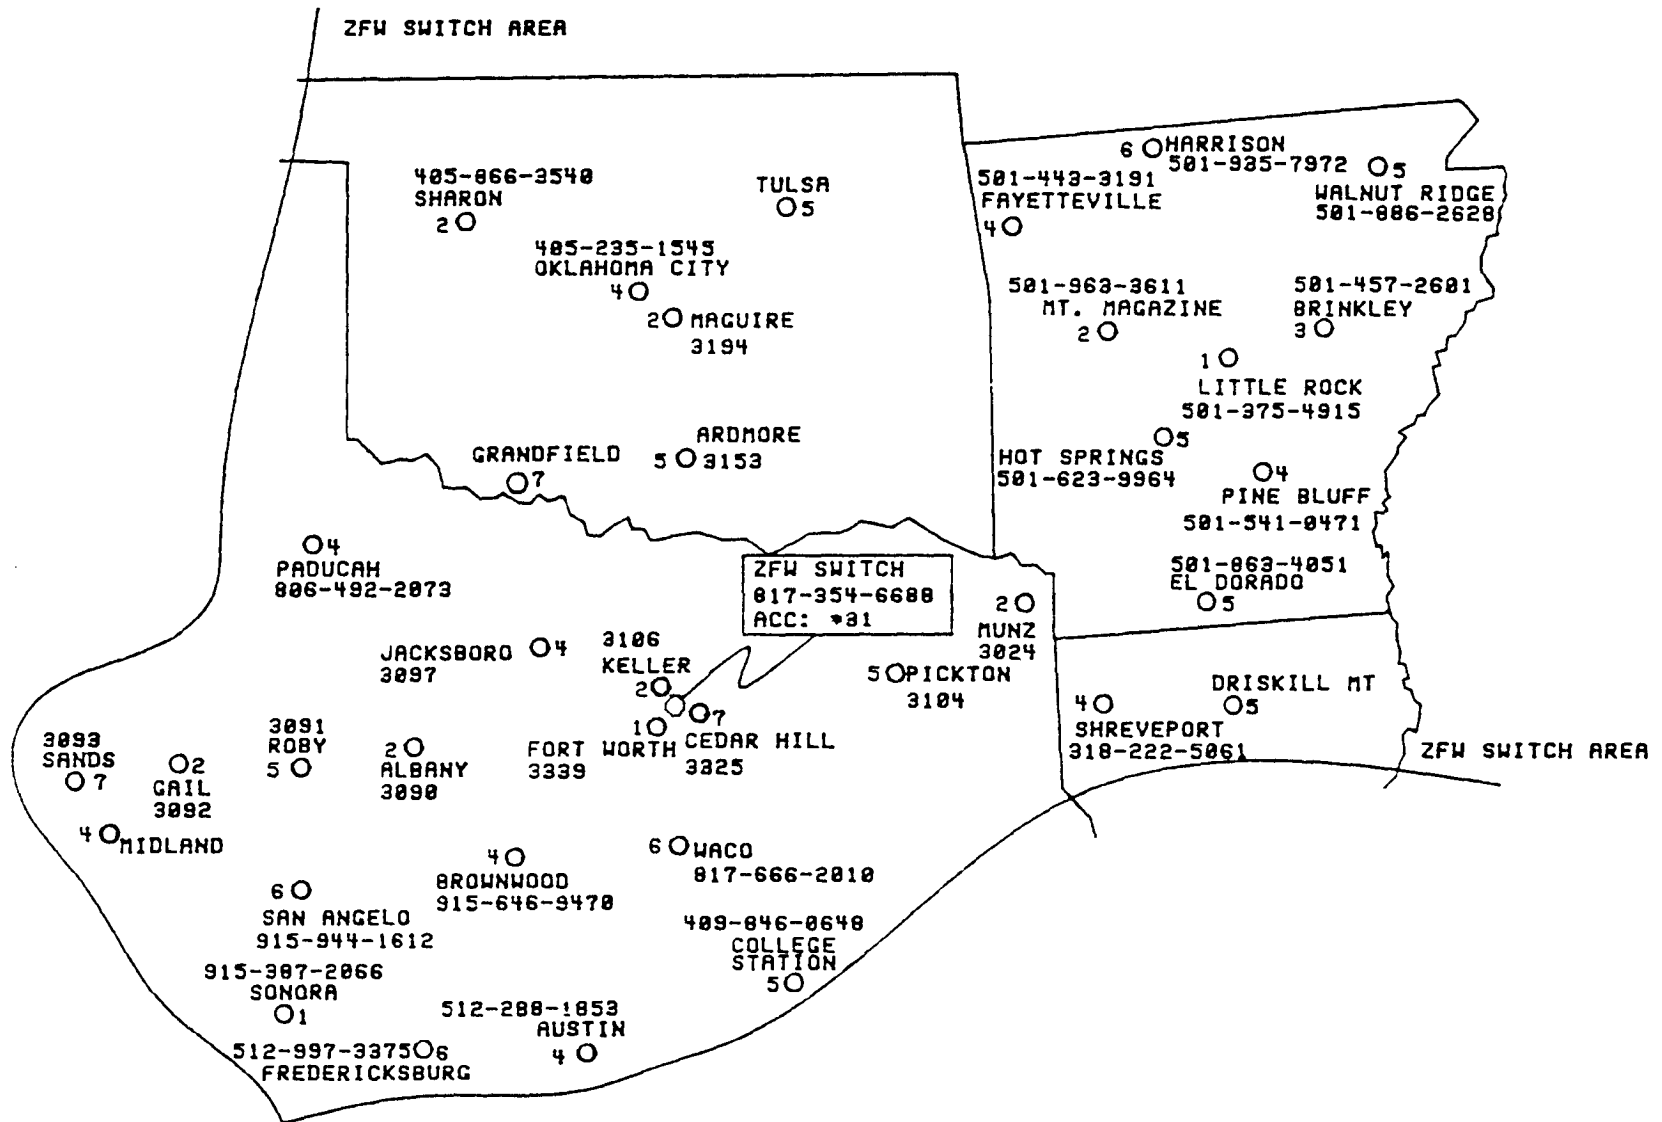 ZFW SWITCH AREA
405-866-3540
SHARON
2
TULSA
5
405-235-1545
OKLAHOMA CITY
4
2 MAGUIRE
3194
GRANDFIELD
7
ARDMORE
5 3153
6 HARRISON
501-935-7972
5
WALNUT RIDGE
501-886-2628
501-443-3191
FAYETTEVILLE
4
501-963-3611
MT. MAGAZINE
2
501-457-2601
BRINKLEY
3
1
LITTLE ROCK
501-375-4915
5
HOT SPRINGS
501-623-9964
4
PINE BLUFF
501-541-0471
501-863-4051
EL DORADO
5
4
PADUCAH
806-492-2073
ZFW SWITCH
817-354-6688
ACC: *31
2
MUNZ
3024
JACKSBORO 4
3097
3106
KELLER
2
5 PICKTON
3104
7
CEDAR HILL
3325
1
FORT WORTH
3339
4
SHREVEPORT
318-222-5061
DRISKILL MT
5
ZFW SWITCH AREA
3093
SANDS
7
2
GAIL
3092
3091
ROBY
5
2
ALBANY
3090
4 MIDLAND
6
SAN ANGELO
915-944-1612
4
BROWNWOOD
915-646-9470
6 WACO
817-666-2010
409-846-0648
COLLEGE
STATION
5
915-387-2066
SONORA
1
512-288-1853
AUSTIN
4
512-997-3375 6
FREDERICKSBURG